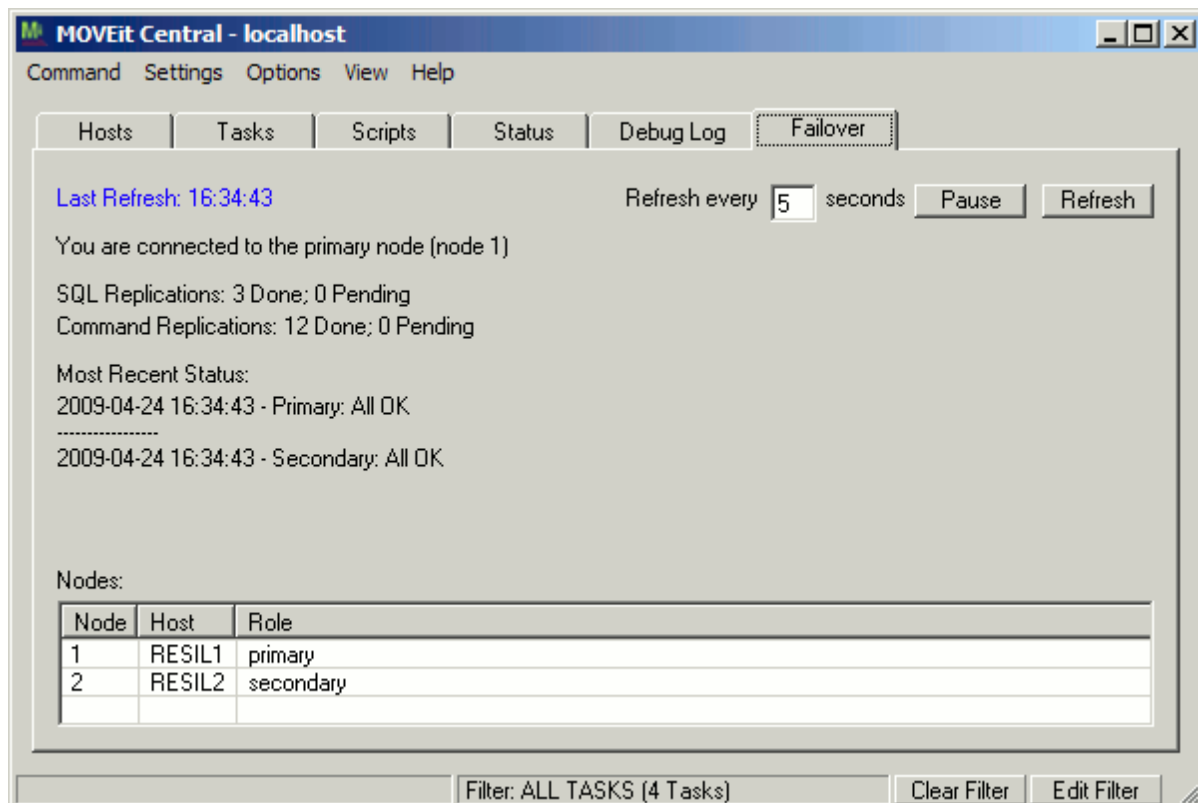 MOVEit Central - localhost
Command Settings Options View Help
Hosts Tasks Scripts Status Debug Log Failover
Last Refresh: 16:34:43 Refresh every 5 seconds Pause Refresh
You are connected to the primary node (node 1)
SQL Replications: 3 Done; 0 Pending
Command Replications: 12 Done; 0 Pending
Most Recent Status:
2009-04-24 16:34:43 - Primary: All OK
-----------------
2009-04-24 16:34:43 - Secondary: All OK
Nodes:
Node Host Role
1 RESIL1 primary
2 RESIL2 secondary
Filter: ALL TASKS (4 Tasks) Clear Filter Edit Filter